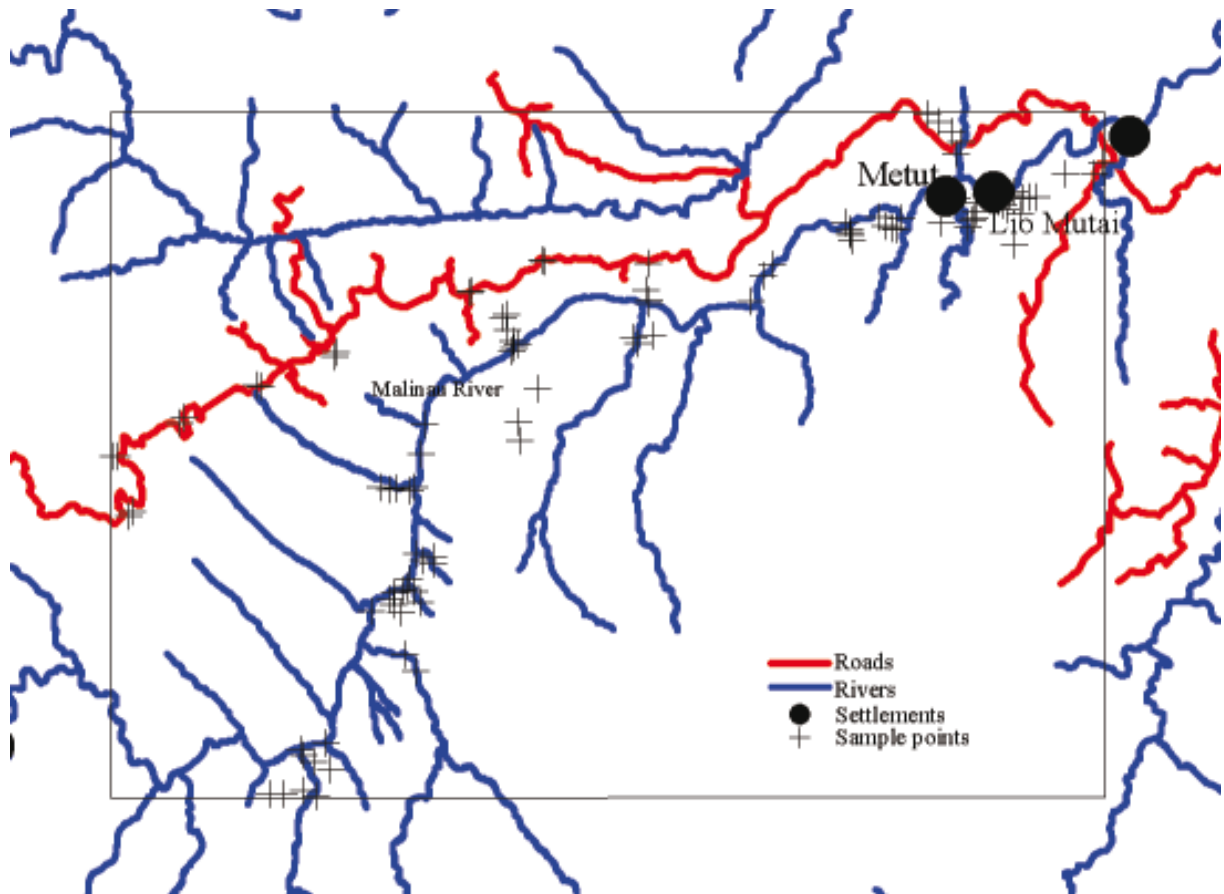 Metut
Lio Mutai
Malinau River
Roads
Rivers
Settlements
Sample points